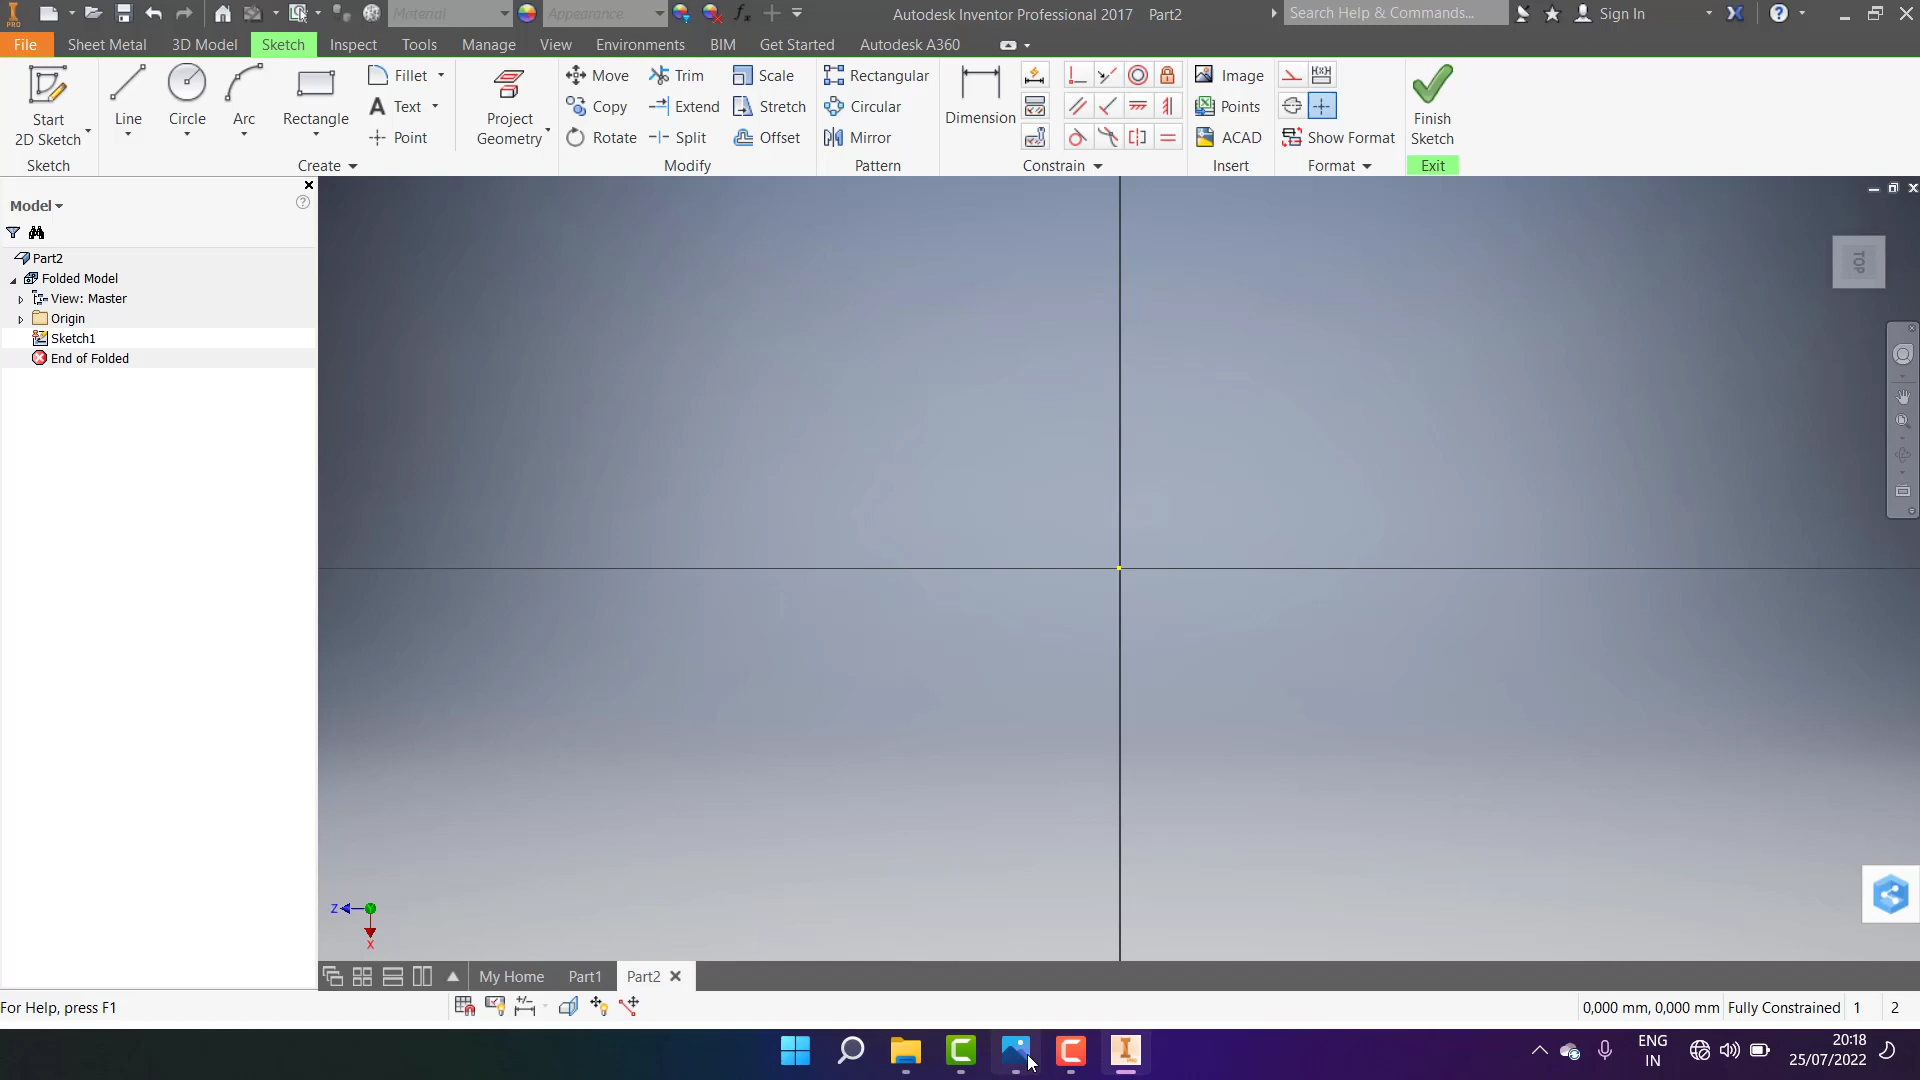 Material
Appearance
Autodesk Inventor Professional 2017 Part2
Search Help & Commands...
Sign In
PRO
File
Sheet Metal
3D Model
Sketch
Inspect
Tools
Manage
View
Environments
BIM
Get Started
Autodesk A360
Start
2D Sketch
Line
Circle
Arc
Rectangle
Fillet
Text
Point
Project
Geometry
Move
Copy
Rotate
Trim
Extend
Split
Scale
Stretch
Offset
Rectangular
Circular
Mirror
Dimension
Image
Points
ACAD
Show Format
Finish
Sketch
Sketch
Create
Modify
Pattern
Constrain
Insert
Format
Exit
Model
Part2
Folded Model
View: Master
Origin
Sketch1
End of Folded
TOP
Z
X
My Home
Part1
Part2
For Help, press F1
0,000 mm, 0,000 mm
Fully Constrained
1
2
ENG
IN
20:18
25/07/2022